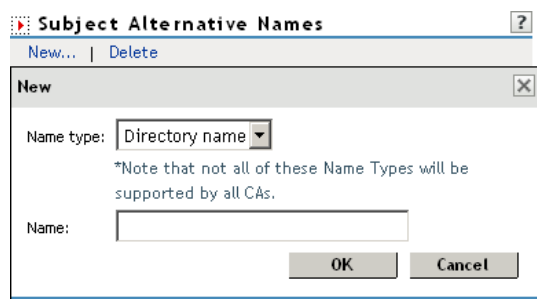 Subject Alternative Names ?
New... | Delete
New
Name type: Directory name
*Note that not all of these Name Types will be
supported by all CAs.
Name:
OK Cancel